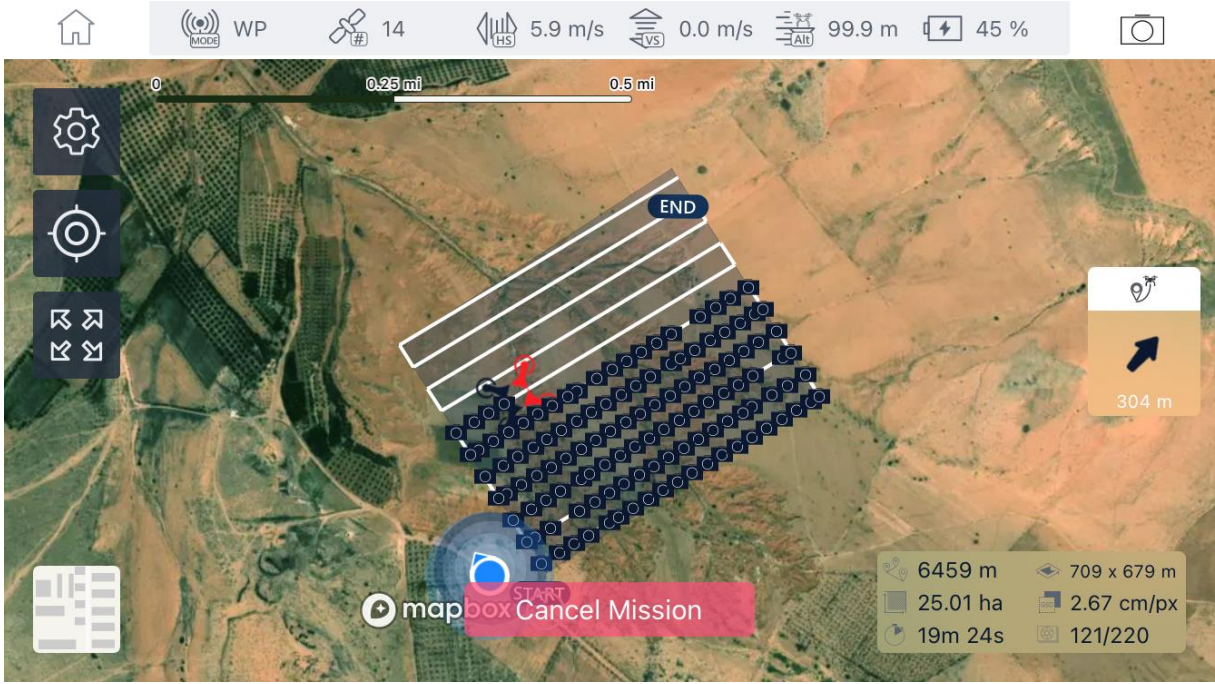 MODE WP # 14 HS 5.9 m/s VS 0.0 m/s Alt 99.9 m 45 %
0 0.25 mi 0.5 mi
END
304 m
START
mapbox
Cancel Mission
6459 m 709 x 679 m
25.01 ha 2.67 cm/px
19m 24s 121/220